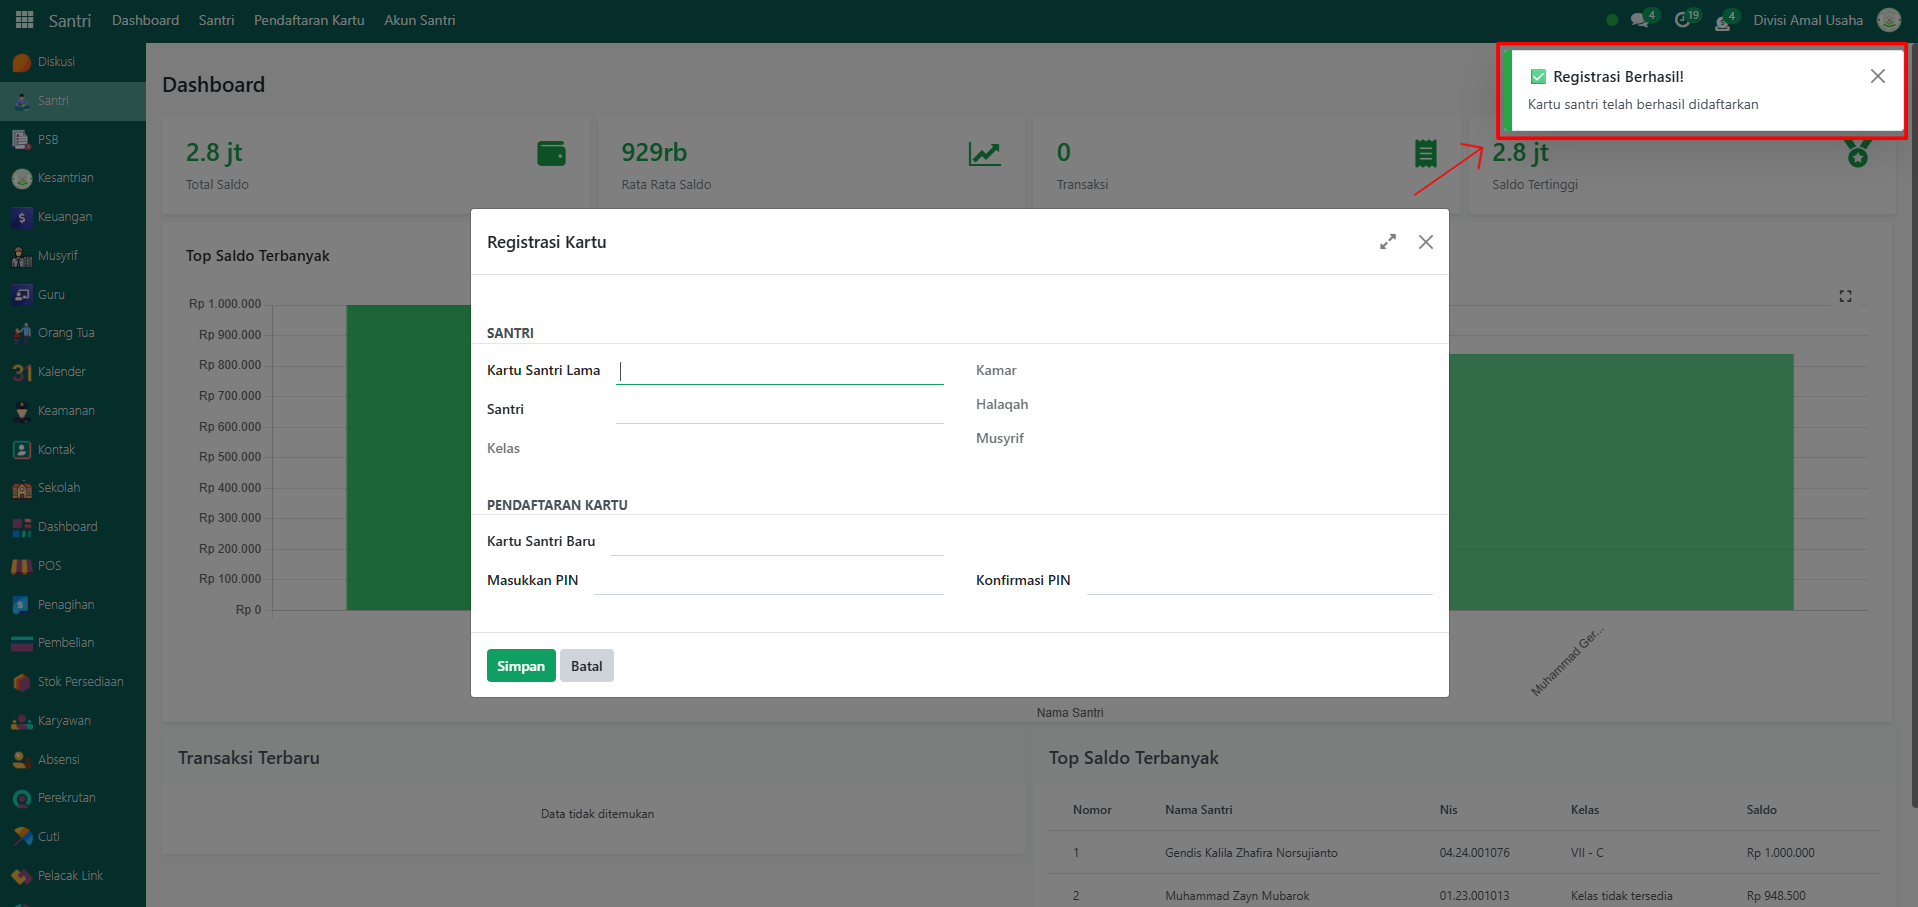 Santri Dashboard Santri Pendaftaran Kartu Akun Santri 4 19 4 Divisi Amal Usaha
Diskusi
Santri
PSB
Kesantrian
Keuangan
Musyrif
Guru
Orang Tua
31 Kalender
Keamanan
Kontak
Sekolah
Dashboard
POS
Penagihan
Pembelian
Stok Persediaan
Karyawan
Absensi
Perekrutan
Cuti
Pelacak Link
Dashboard
✅ Registrasi Berhasil!
Kartu santri telah berhasil didaftarkan
2.8 jt
Total Saldo
929rb
Rata Rata Saldo
0
Transaksi
2.8 jt
Saldo Tertinggi
Top Saldo Terbanyak
Rp 1.000.000
Rp 900.000
Rp 800.000
Rp 700.000
Rp 600.000
Rp 500.000
Rp 400.000
Rp 300.000
Rp 200.000
Rp 100.000
Rp 0
Muhammad Ger...
Nama Santri
Registrasi Kartu
SANTRI
Kartu Santri Lama
Santri
Kelas
Kamar
Halaqah
Musyrif
PENDAFTARAN KARTU
Kartu Santri Baru
Masukkan PIN
Konfirmasi PIN
Simpan Batal
Transaksi Terbaru
Data tidak ditemukan
Top Saldo Terbanyak
Nomor Nama Santri Nis Kelas Saldo
1 Gendis Kalila Zhafira Norsujianto 04.24.001076 VII - C Rp 1.000.000
2 Muhammad Zayn Mubarok 01.23.001013 Kelas tidak tersedia Rp 948.500